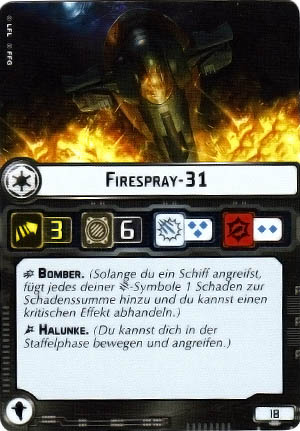 © LFL © FFG
FIRESPRAY-31
3 6
BOMBER. (Solange du ein Schiff angreifst,
fügt jedes deiner -Symbole 1 Schaden zur
Schadenssumme hinzu und du kannst einen
kritischen Effekt abhandeln.)
HALUNKE. (Du kannst dich in der
Staffelphase bewegen und angreifen.)
18